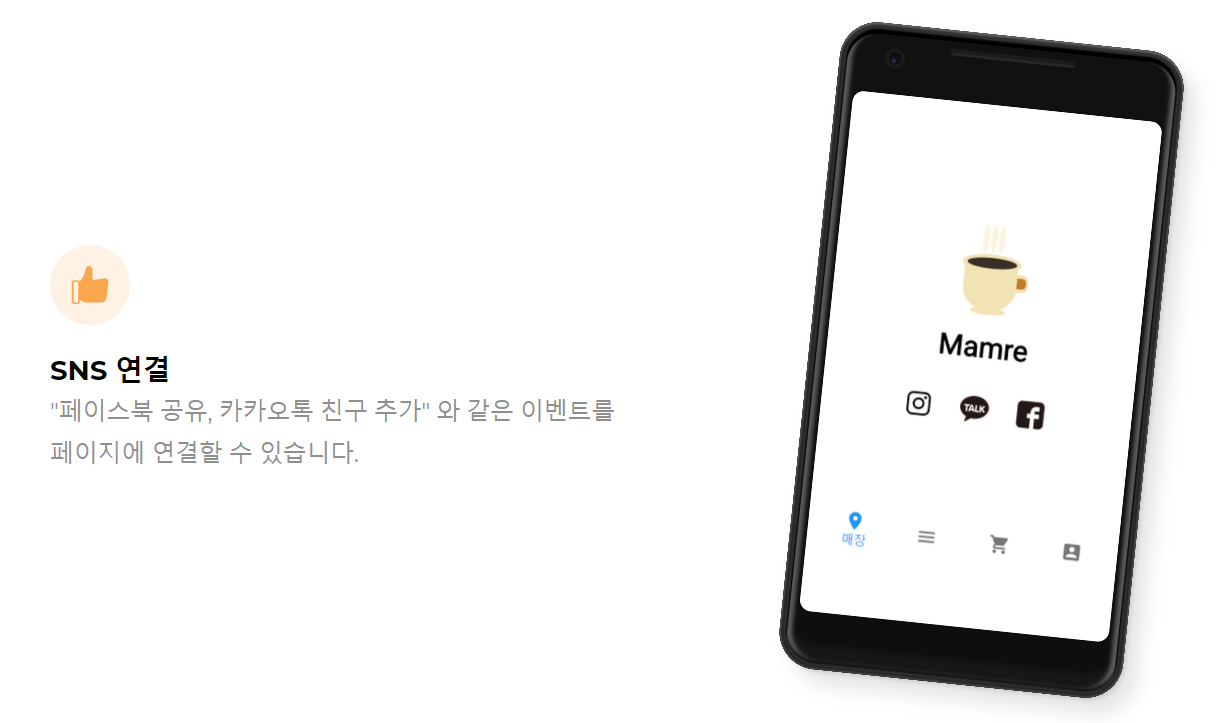 SNS 연결
"페이스북 공유, 카카오톡 친구 추가" 와 같은 이벤트를
페이지에 연결할 수 있습니다.
Mamre
TALK
매장